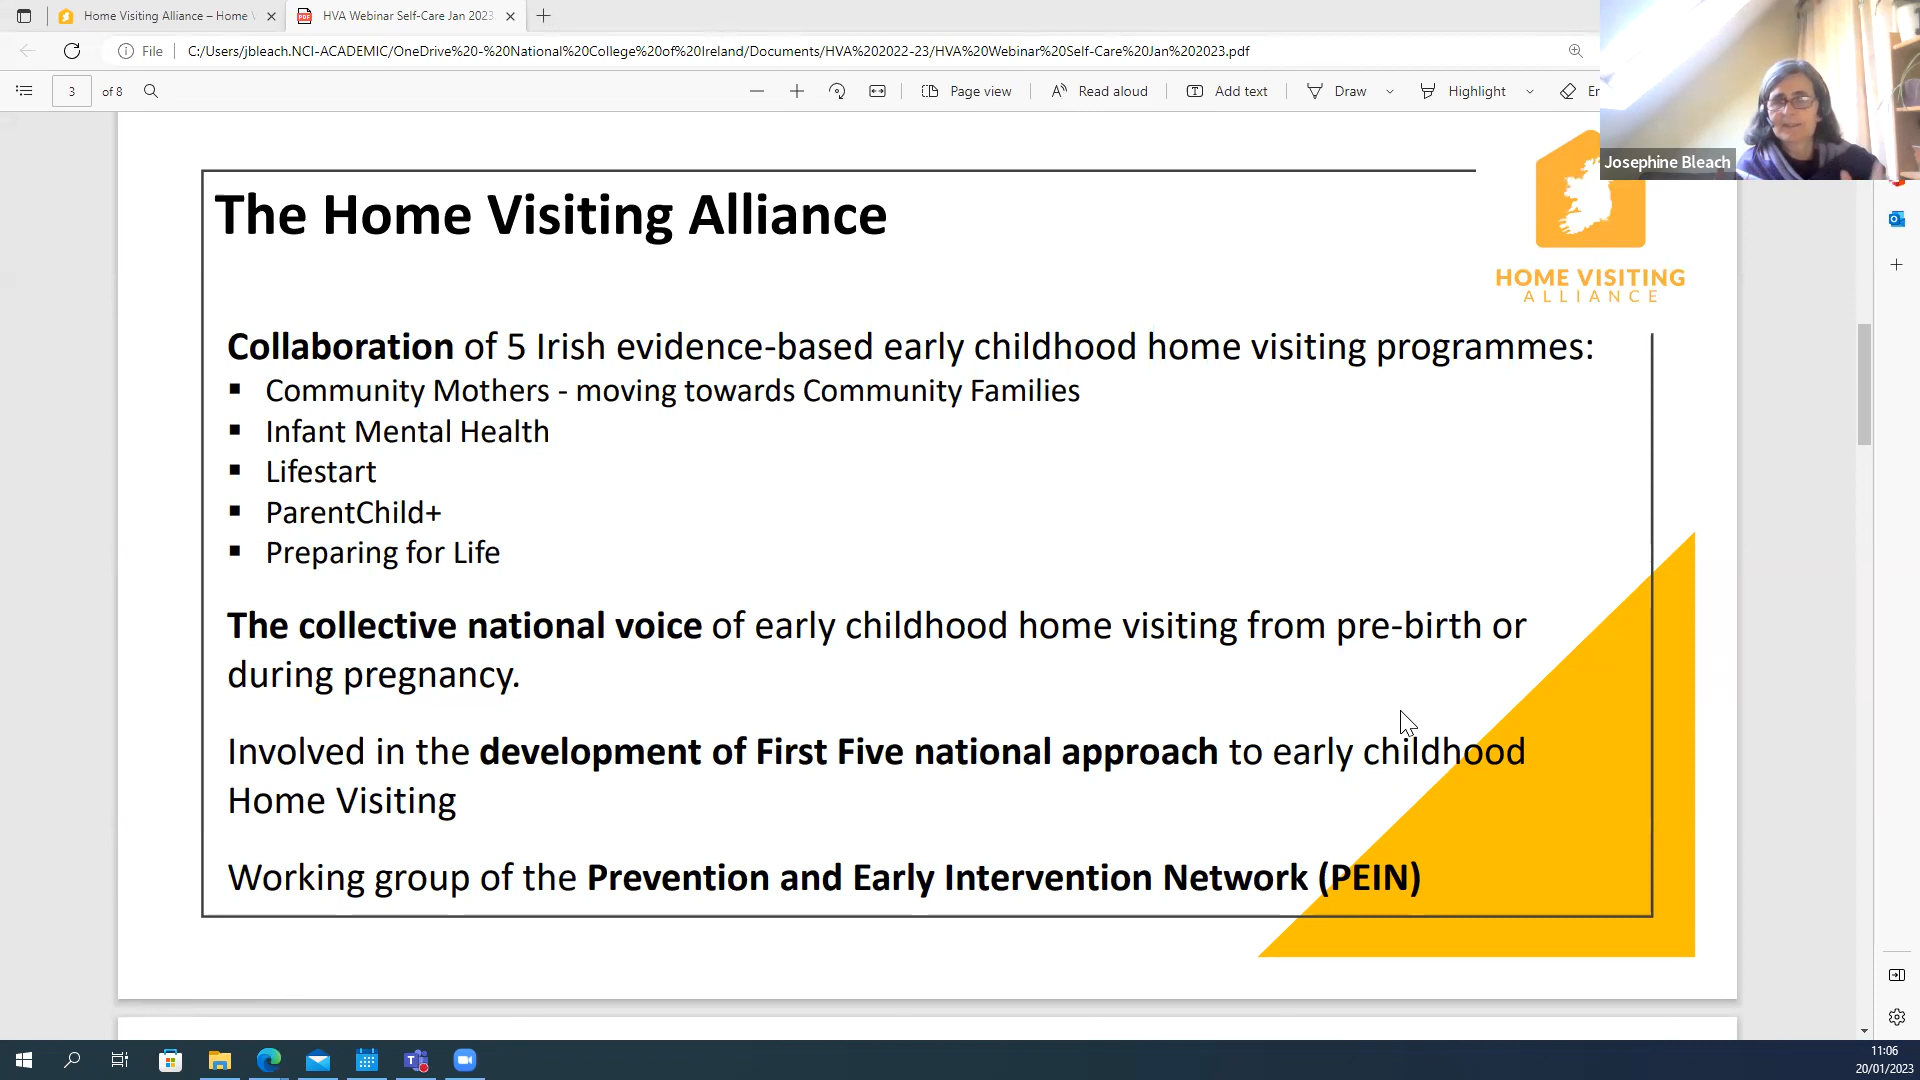 Home Visiting Alliance – Home V
HVA Webinar Self-Care Jan 2023
File
C:/Users/jbleach.NCI-ACADEMIC/OneDrive%20-%20National%20College%20of%20Ireland/Documents/HVA%202022-23/HVA%20Webinar%20Self-Care%20Jan%202023.pdf
3 of 8
Page view
Read aloud
Add text
Draw
Highlight
Er
Josephine Bleach
The Home Visiting Alliance
HOME VISITING
ALLIANCE
Collaboration of 5 Irish evidence-based early childhood home visiting programmes:
▪ Community Mothers - moving towards Community Families
▪ Infant Mental Health
▪ Lifestart
▪ ParentChild+
▪ Preparing for Life
The collective national voice of early childhood home visiting from pre-birth or
during pregnancy.
Involved in the development of First Five national approach to early childhood
Home Visiting
Working group of the Prevention and Early Intervention Network (PEIN)
11:06
20/01/2023